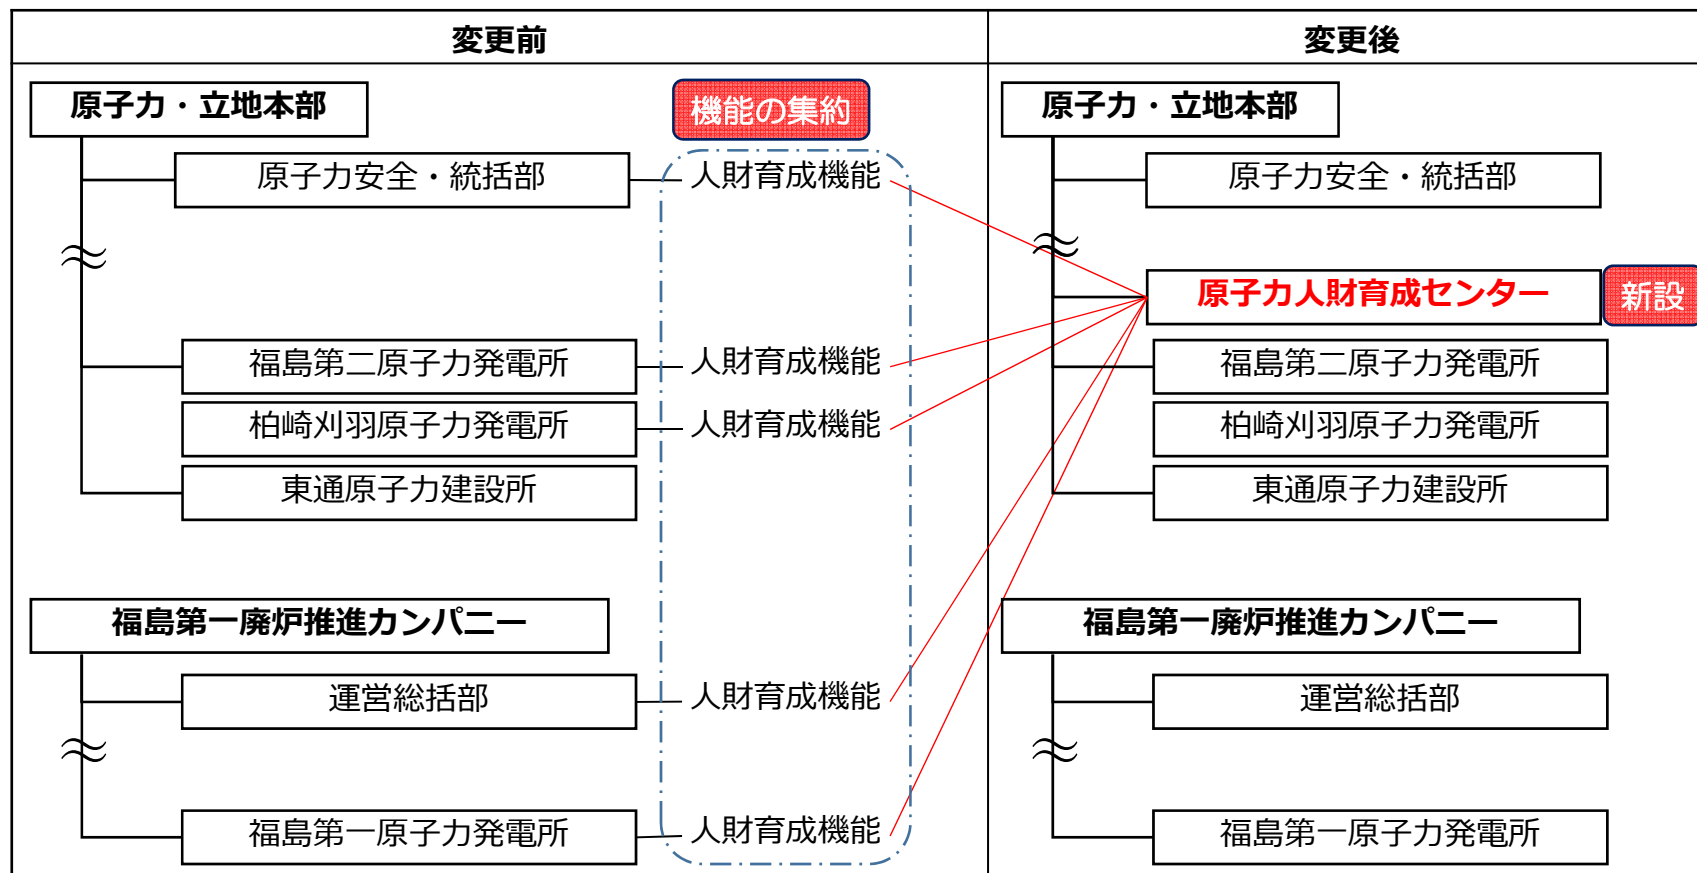 変更前
変更後
原子力・立地本部
機能の集約
原子力安全・統括部
人財育成機能
福島第二原子力発電所
人財育成機能
柏崎刈羽原子力発電所
人財育成機能
東通原子力建設所
福島第一廃炉推進カンパニー
運営総括部
人財育成機能
福島第一原子力発電所
人財育成機能
原子力・立地本部
原子力安全・統括部
原子力人財育成センター
新設
福島第二原子力発電所
柏崎刈羽原子力発電所
東通原子力建設所
福島第一廃炉推進カンパニー
運営総括部
福島第一原子力発電所